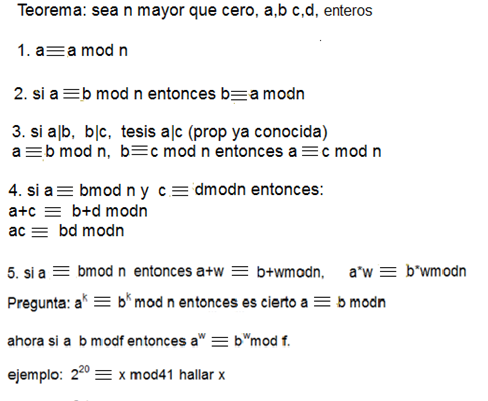 Teorema: sea n mayor que cero, a,b c,d, enteros
1. a≡a mod n
2. si a ≡b mod n entonces b≡a modn
3. si a|b, b|c, tesis a|c (prop ya conocida)
a ≡b mod n, b≡c mod n entonces a ≡c mod n
4. si a≡ bmod n y c ≡ dmodn entonces:
a+c ≡ b+d modn
ac ≡ bd modn
5. si a ≡ bmod n entonces a+w ≡ b+wmodn, a*w ≡ b*wmodn
Pregunta: a^k ≡ b^k mod n entonces es cierto a ≡ b modn
ahora si a b modf entonces a^w ≡ b^w mod f.
ejemplo: 2^20 ≡ x mod41 hallar x